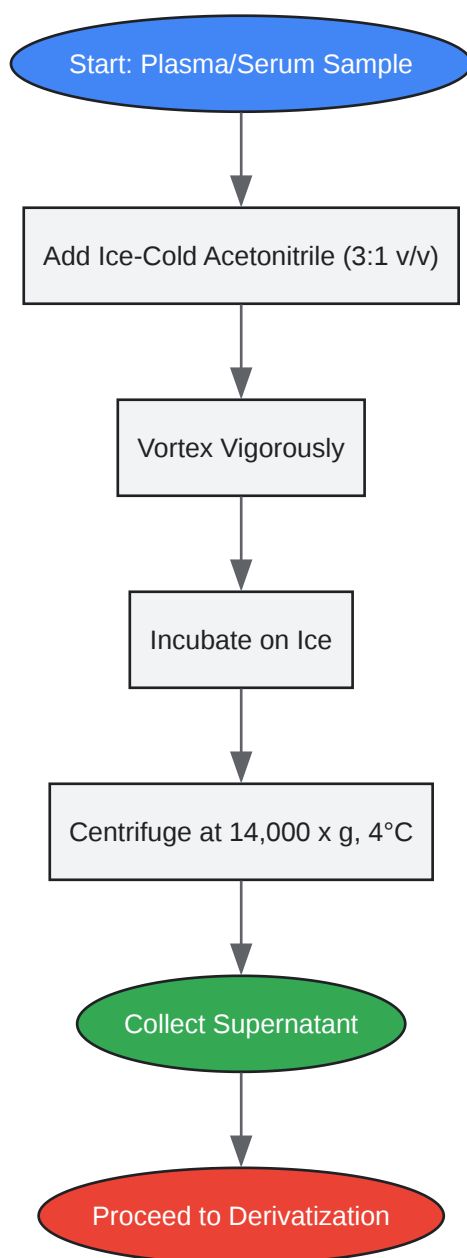 Start: Plasma/Serum Sample
Add Ice-Cold Acetonitrile (3:1 v/v)
Vortex Vigorously
Incubate on Ice
Centrifuge at 14,000 x g, 4°C
Collect Supernatant
Proceed to Derivatization